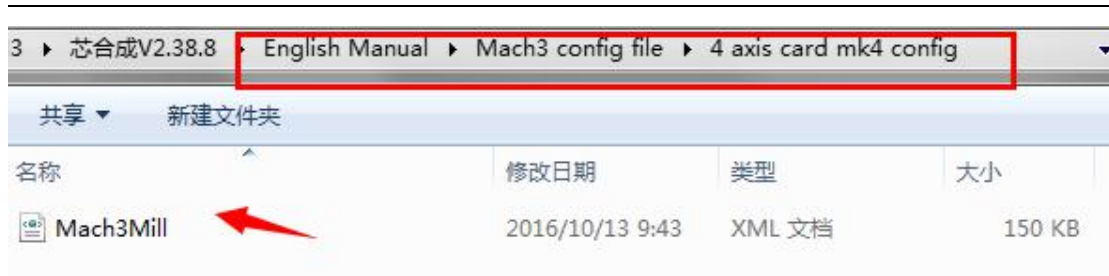 3 ▸ 芯合成V2.38.8 ▸ English Manual ▸ Mach3 config file ▸ 4 axis card mk4 config
共享 新建文件夹
名称 修改日期 类型 大小
Mach3Mill 2016/10/13 9:43 XML 文档 150 KB